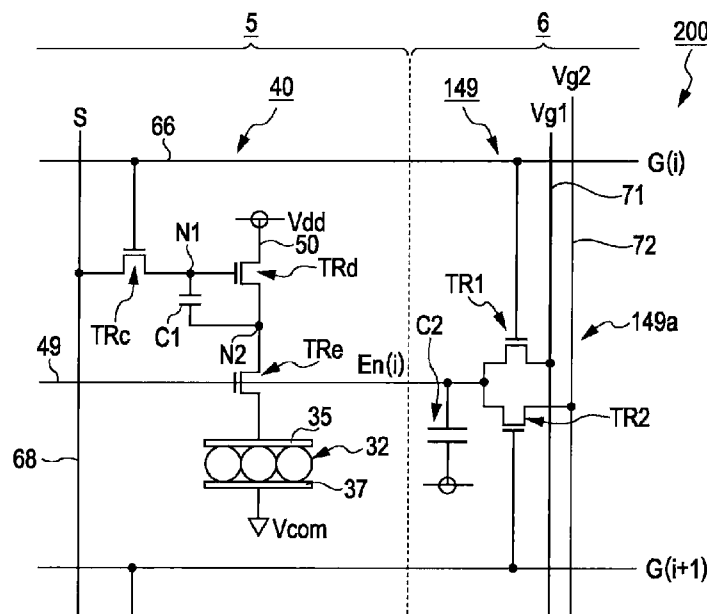 5
6
200
Vg2
S
40
149
Vg1
66
G(i)
Vdd
71
N1
50
72
TRd
TR1
TRc
C1
C2
149a
N2
TRe
49
En(i)
TR2
35
68
32
37
Vcom
G(i+1)